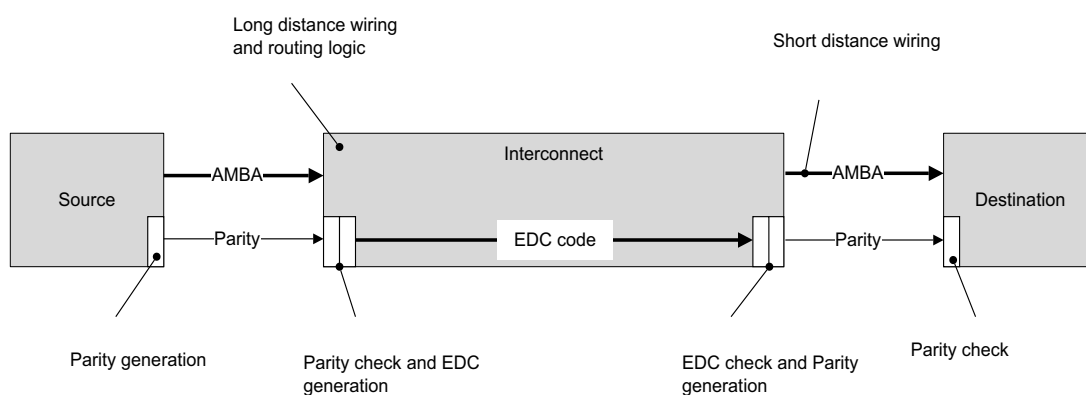 Long distance wiring
and routing logic
Short distance wiring
Interconnect
AMBA
AMBA
Source
Destination
Parity
EDC code
Parity
Parity generation
Parity check and EDC
generation
EDC check and Parity
generation
Parity check